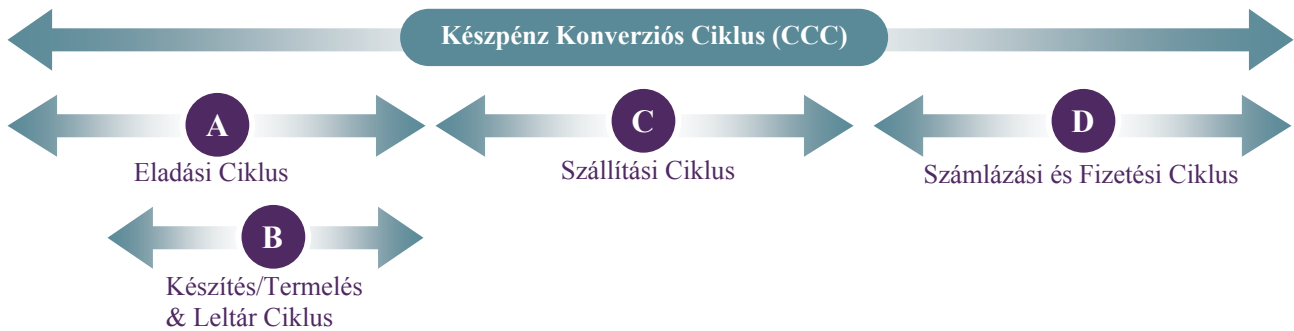 Készpénz Konverziós Ciklus (CCC)
A
Eladási Ciklus
C
Szállítási Ciklus
D
Számlázási és Fizetési Ciklus
B
Készítés/Termelés
& Leltár Ciklus